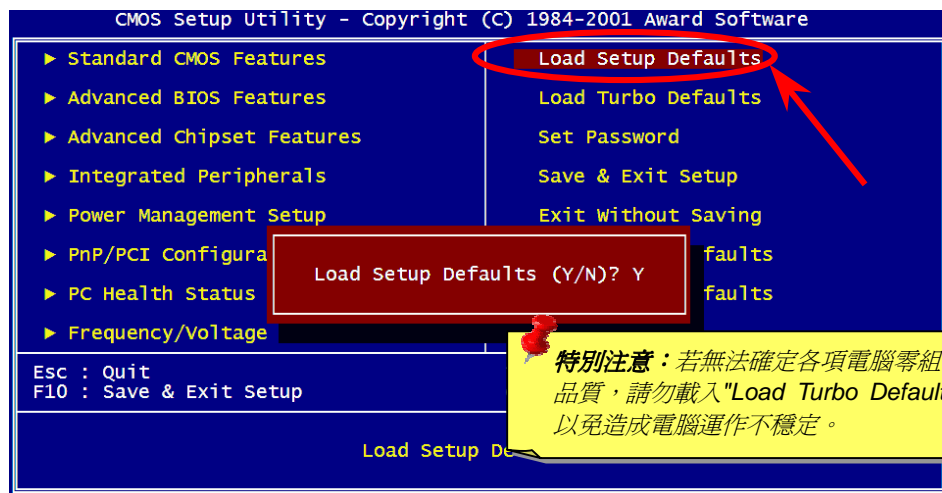 CMOS Setup Utility - Copyright (C) 1984-2001 Award Software
► Standard CMOS Features
► Advanced BIOS Features
► Advanced Chipset Features
► Integrated Peripherals
► Power Management Setup
► PnP/PCI Configura
► PC Health Status
► Frequency/Voltage
Load Setup Defaults
Load Turbo Defaults
Set Password
Save & Exit Setup
Exit Without Saving
faults
faults
Load Setup Defaults (Y/N)? Y
Esc : Quit
F10 : Save & Exit Setup
Load Setup De
特別注意：若無法確定各項電腦零組
品質，請勿載入"Load Turbo Default
以免造成電腦運作不穩定。